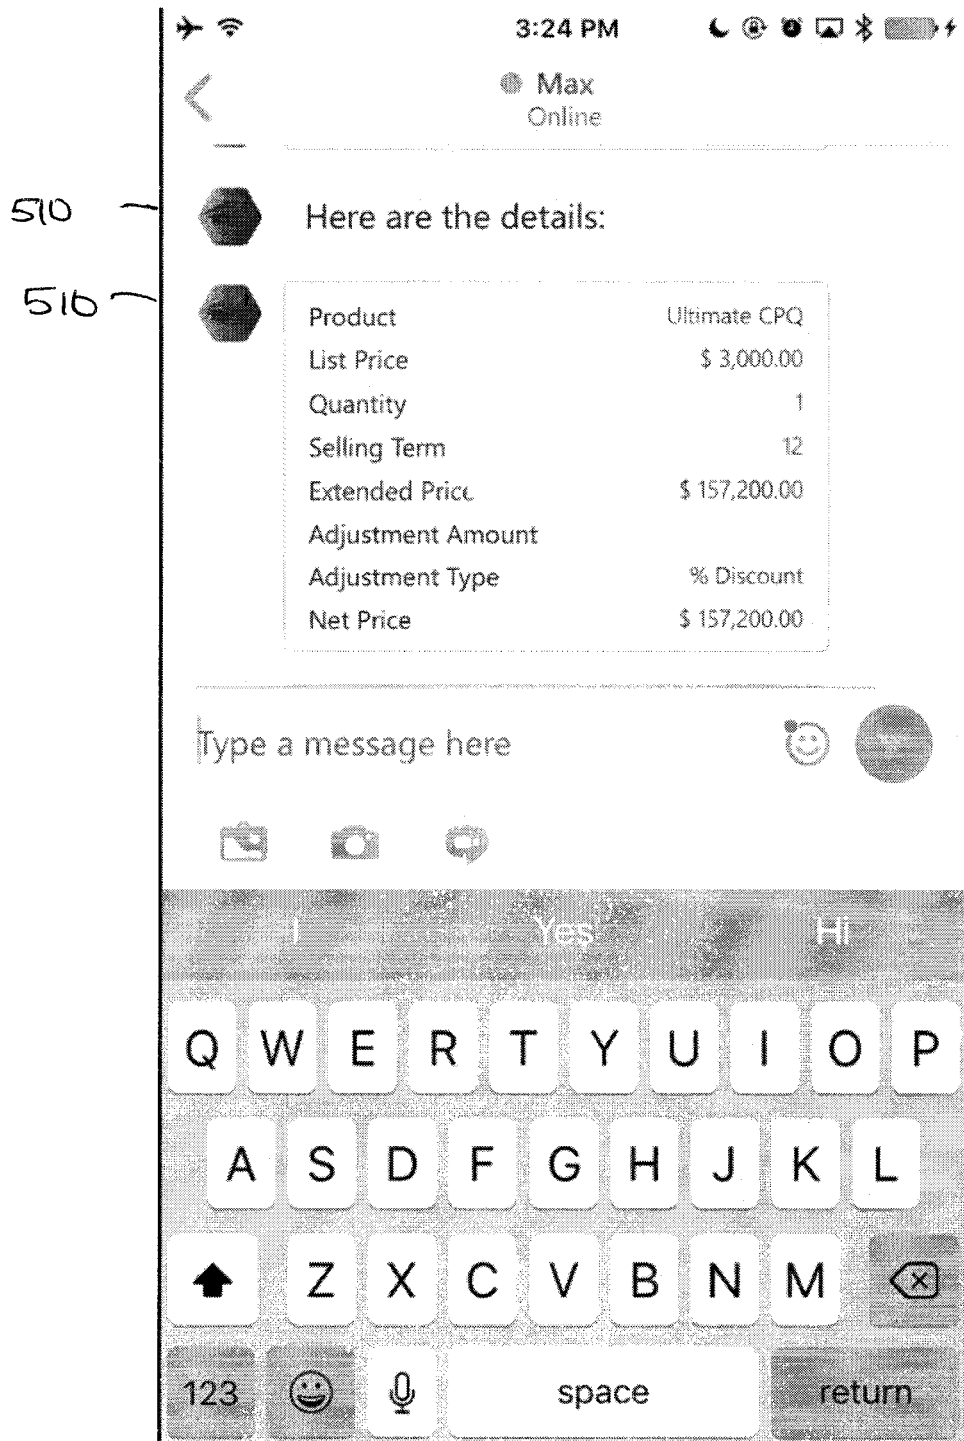 3:24 PM
Max
Online
510
Here are the details:
510
Product Ultimate CPQ
List Price $ 3,000.00
Quantity 1
Selling Term 12
Extended Price $ 157,200.00
Adjustment Amount
Adjustment Type % Discount
Net Price $ 157,200.00
Type a message here
I Yes Hi
Q W E R T Y U I O P
A S D F G H J K L
Z X C V B N M
123 space return